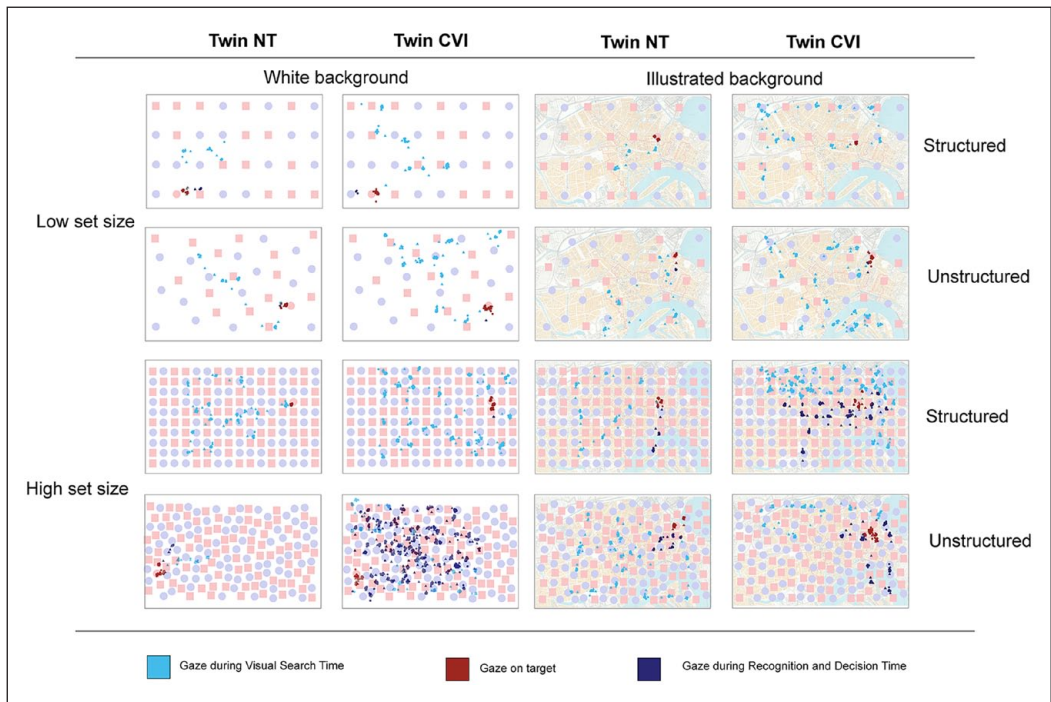 Twin NT Twin CVI Twin NT Twin CVI
White background Illustrated background
Structured
Low set size
Unstructured
Structured
High set size
Unstructured
Gaze during Visual Search Time Gaze on target Gaze during Recognition and Decision Time